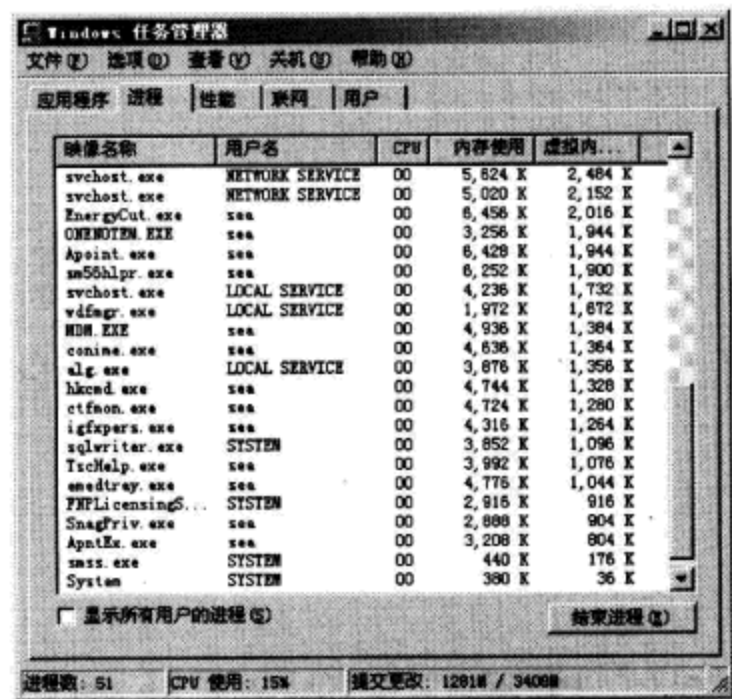 Windows 任务管理器
文件(F) 选项(O) 查看(V) 关机(U) 帮助(H)
应用程序 进程 性能 联网 用户
映像名称 用户名 CPU 内存使用 虚拟内...
svchost.exe NETWORK SERVICE 00 5,624 K 2,484 K
svchost.exe NETWORK SERVICE 00 5,020 K 2,152 K
EnergyCut.exe sea 00 6,456 K 2,016 K
ONENOTEM.EXE sea 00 3,256 K 1,944 K
Apoint.exe sea 00 6,428 K 1,944 K
sm56hlpr.exe sea 00 6,252 K 1,900 K
svchost.exe LOCAL SERVICE 00 4,236 K 1,732 K
wdfmgr.exe LOCAL SERVICE 00 1,972 K 1,672 K
MDM.EXE sea 00 4,936 K 1,384 K
conime.exe sea 00 4,636 K 1,364 K
alg.exe LOCAL SERVICE 00 3,876 K 1,356 K
hkcmd.exe sea 00 4,744 K 1,328 K
ctfmon.exe sea 00 4,724 K 1,280 K
igfxpers.exe sea 00 4,316 K 1,264 K
sqlwriter.exe SYSTEM 00 3,852 K 1,096 K
TscHelp.exe sea 00 3,992 K 1,076 K
emedtray.exe sea 00 4,776 K 1,044 K
FNPLicensingS... SYSTEM 00 2,916 K 916 K
SnagPriv.exe sea 00 2,888 K 904 K
ApntEx.exe sea 00 3,208 K 804 K
smss.exe SYSTEM 00 440 K 176 K
System SYSTEM 00 380 K 36 K
显示所有用户的进程(S)
结束进程(E)
进程数: 51 CPU 使用: 15% 提交更改: 1281M / 3408M